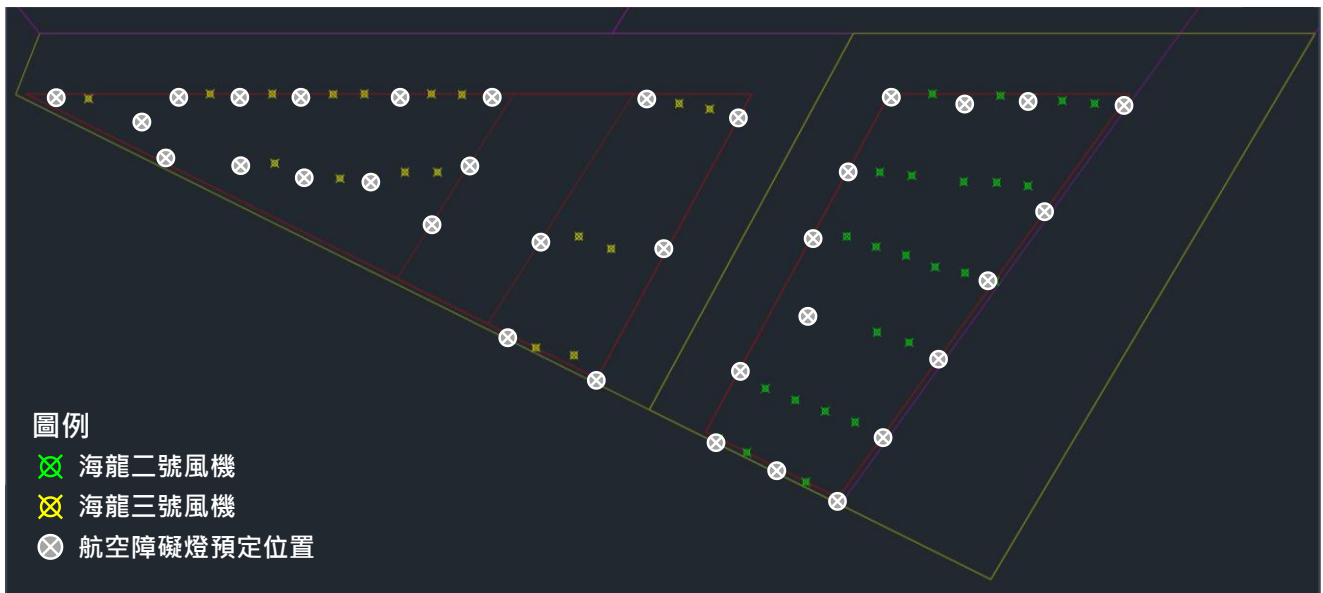 圖例
海龍二號風機
海龍三號風機
航空障礙燈預定位置